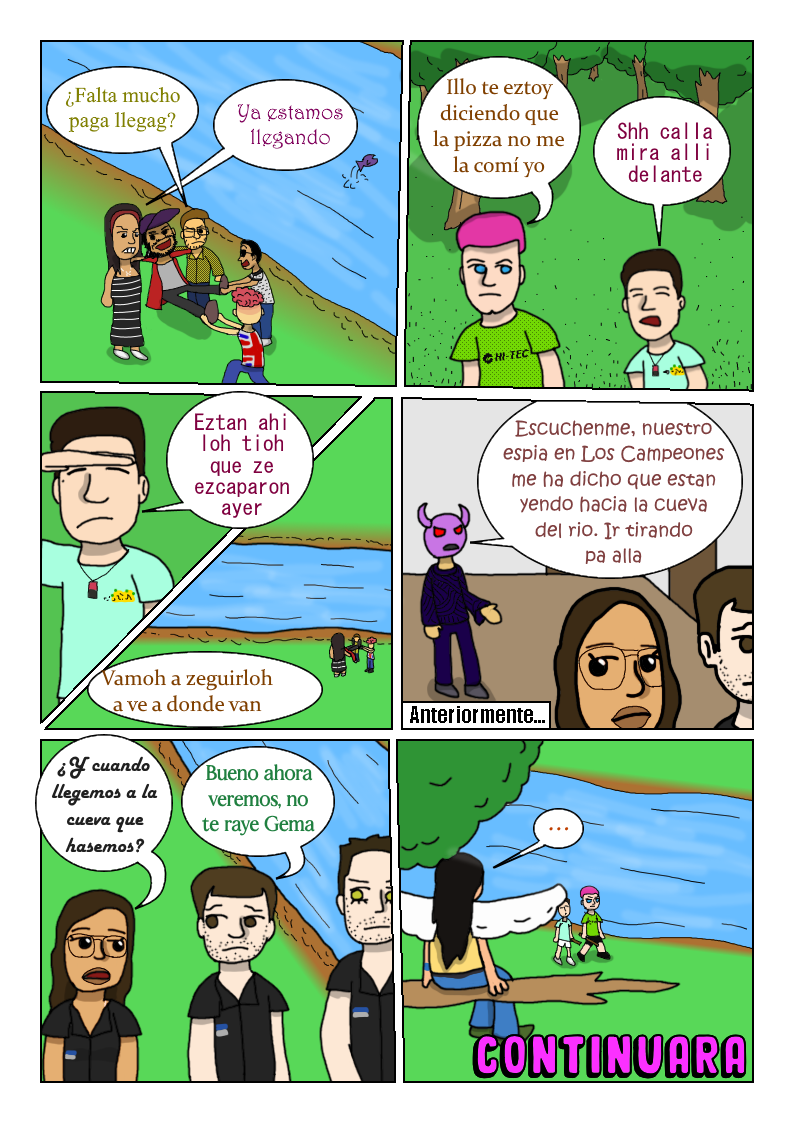 ¿Falta mucho
paga llegag?
Ya estamos
llegando
Illo te eztoy
diciendo que
la pizza no me
la comí yo
Shh calla
mira alli
delante
HI-TEC
Eztan ahi
loh tioh
que ze
ezcaparon
ayer
Vamoh a zeguirloh
a ve a donde van
Escuchenme, nuestro
espia en Los Campeones
me ha dicho que estan
yendo hacia la cueva
del rio. Ir tirando
pa alla
Anteriormente...
¿Y cuando
llegemos a la
cueva que
hasemos?
Bueno ahora
veremos, no
te raye Gema
...
CONTINUARA